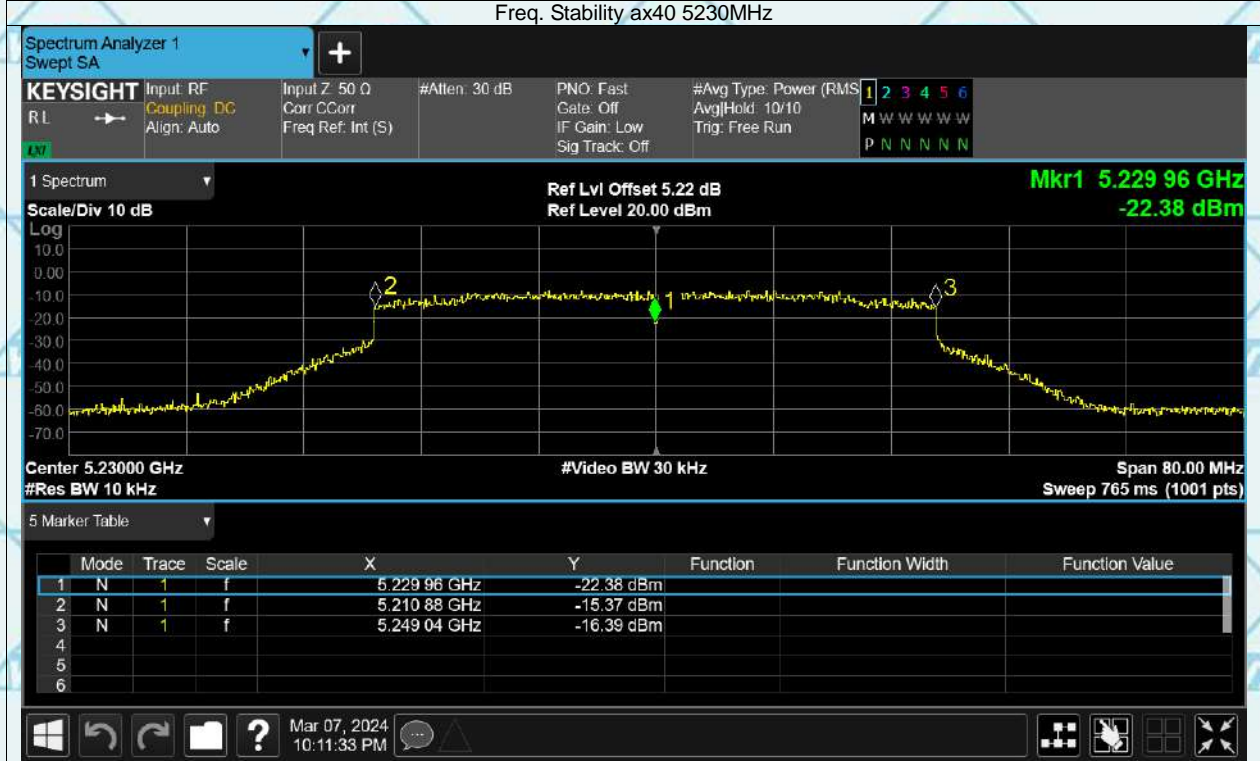 Freq. Stability ax40 5230MHz
Spectrum Analyzer 1
Swept SA
+
KEYSIGHT
RL
LXI
Input: RF
Coupling: DC
Align: Auto
Input Z: 50 Ω
Corr CCorr
Freq Ref: Int (S)
#Atten: 30 dB
PNO: Fast
Gate: Off
IF Gain: Low
Sig Track: Off
#Avg Type: Power (RMS
Avg|Hold: 10/10
Trig: Free Run
1 2 3 4 5 6
M W W W W W
P N N N N N
1 Spectrum
Scale/Div 10 dB
Ref Lvl Offset 5.22 dB
Ref Level 20.00 dBm
Mkr1 5.229 96 GHz
-22.38 dBm
Log
10.0
0.00
-10.0
-20.0
-30.0
-40.0
-50.0
-60.0
-70.0
2
1
3
Center 5.23000 GHz
#Res BW 10 kHz
#Video BW 30 kHz
Span 80.00 MHz
Sweep 765 ms (1001 pts)
5 Marker Table
Mode Trace Scale X Y Function Function Width Function Value
1 N 1 f 5.229 96 GHz -22.38 dBm
2 N 1 f 5.210 88 GHz -15.37 dBm
3 N 1 f 5.249 04 GHz -16.39 dBm
4
5
6
?
Mar 07, 2024
10:11:33 PM